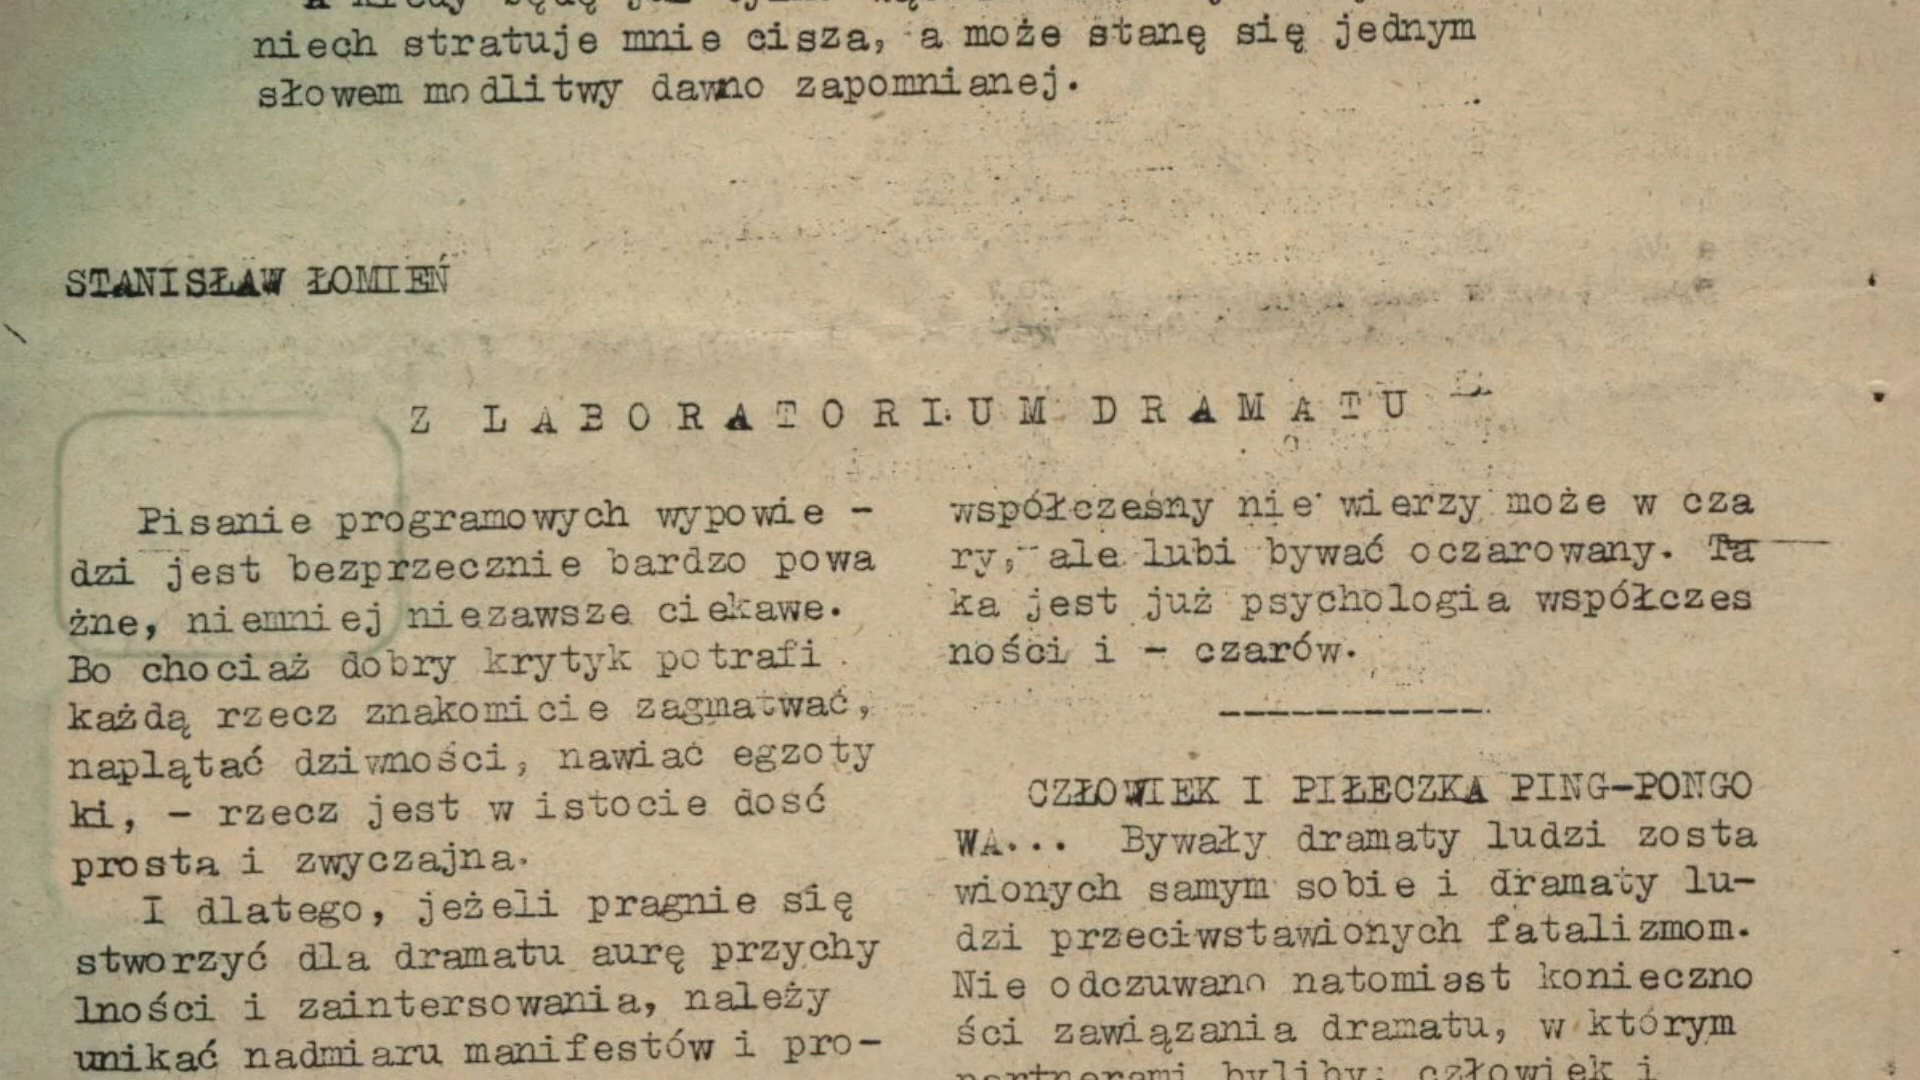 niech stratuje mnie cisza, a może stanę się jednym
słowem modlitwy dawno zapomnianej.
STANISŁAW ŁOMIEŃ
Z LABORATORIUM DRAMATU
Pisanie programowych wypowie -
dzi jest bezprzecznie bardzo powa
żne, niemniej niezawsze ciekawe.
Bo chociaż dobry krytyk potrafi
każdą rzecz znakomicie zagmatwać,
naplątać dziwności, nawiać egzoty
ki, - rzecz jest w istocie dość
prosta i zwyczajna.
I dlatego, jeżeli pragnie się
stworzyć dla dramatu aurę przychy
lności i zaintersowania, należy
unikać nadmiaru manifestów i pro-
współczesny nie wierzy może w cza
ry, ale lubi bywać oczarowany. Ta
ka jest już psychologia współczes
ności i - czarów.
-----------
CZŁOWIEK I PIŁECZKA PING-PONGO
WA... Bywały dramaty ludzi zosta
wionych samym sobie i dramaty lu-
dzi przeciwstawionych fatalizmom.
Nie odczuwano natomiast konieczno
ści zawiązania dramatu, w którym
partnerami byliby: człowiek i